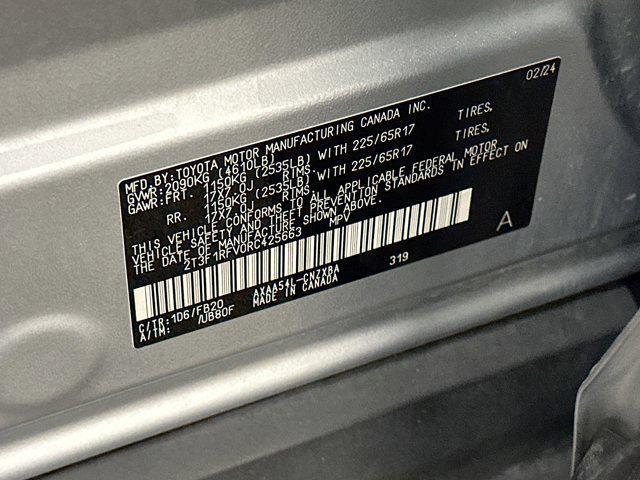 02/24
MFD.BY:TOYOTA MOTOR MANUFACTURING CANADA INC.
GVWR:2090KG (4610LB)
GAWR:FRT. 1150KG (2535LB) WITH 225/65R17 TIRES,
17X7.0J RIMS,
RR. 1150KG (2535LB) WITH 225/65R17 TIRES,
17X7.0J RIMS,
THIS VEHICLE CONFORMS TO ALL APPLICABLE FEDERAL MOTOR
VEHICLE SAFETY AND THEFT PREVENTION STANDARDS IN EFFECT ON
THE DATE OF MANUFACTURE SHOWN ABOVE.
2T3F1RFV0RC425663 MPV
A
C/TR:1D6/FB20 AXAA54L-CNZXBA 319
A/TM: /UB80F MADE IN CANADA